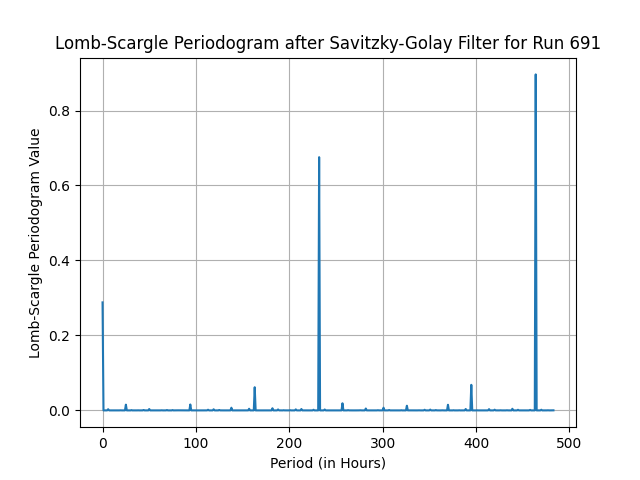 Lomb-Scargle Periodogram after Savitzky-Golay Filter for Run 691
Lomb-Scargle Periodogram Value
0.8
0.6
0.4
0.2
0.0
0 100 200 300 400 500
Period (in Hours)